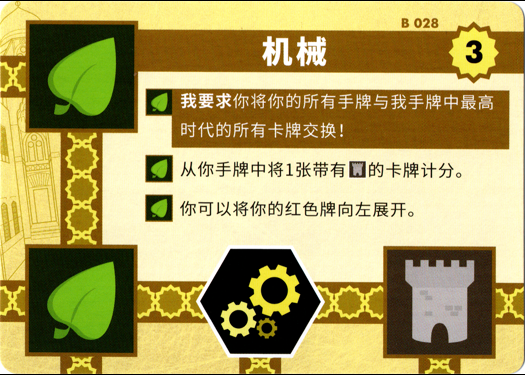 B 028
机械
3
我要求你将你的所有手牌与我手牌中最高
时代的所有卡牌交换！
从你手牌中将1张带有的卡牌计分。
你可以将你的红色牌向左展开。